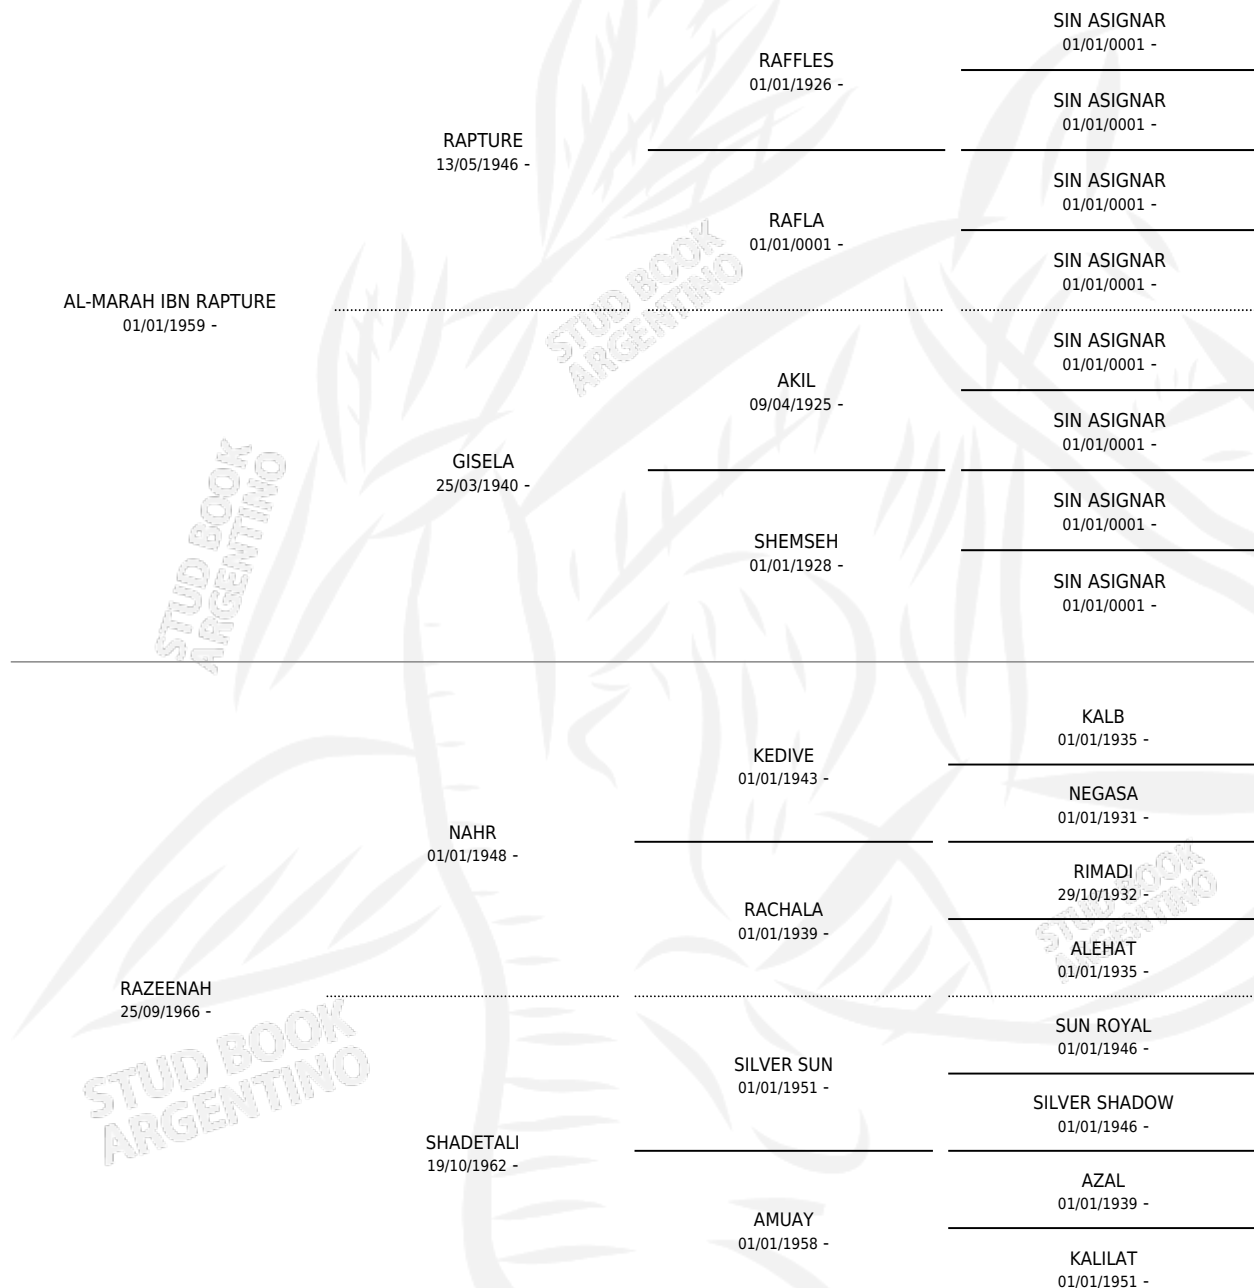 SIN ASIGNAR
01/01/0001 -
RAFFLES
01/01/1926 -
SIN ASIGNAR
01/01/0001 -
RAPTURE
13/05/1946 -
SIN ASIGNAR
01/01/0001 -
RAFLA
01/01/0001 -
SIN ASIGNAR
01/01/0001 -
AL-MARAH IBN RAPTURE
01/01/1959 -
SIN ASIGNAR
01/01/0001 -
AKIL
09/04/1925 -
SIN ASIGNAR
01/01/0001 -
GISELA
25/03/1940 -
SIN ASIGNAR
01/01/0001 -
SHEMSEH
01/01/1928 -
SIN ASIGNAR
01/01/0001 -
STUD BOOK
ARGENTINO
STUD BOOK
ARGENTINO
KALB
01/01/1935 -
KEDIVE
01/01/1943 -
NEGASA
01/01/1931 -
NAHR
01/01/1948 -
RIMADI
29/10/1932 -
RACHALA
01/01/1939 -
ALEHAT
01/01/1935 -
STUD BOOK
ARGENTINO
RAZEENAH
25/09/1966 -
SUN ROYAL
01/01/1946 -
SILVER SUN
01/01/1951 -
SILVER SHADOW
01/01/1946 -
STUD BOOK
ARGENTINO
SHADETALI
19/10/1962 -
AZAL
01/01/1939 -
AMUAY
01/01/1958 -
KALILAT
01/01/1951 -